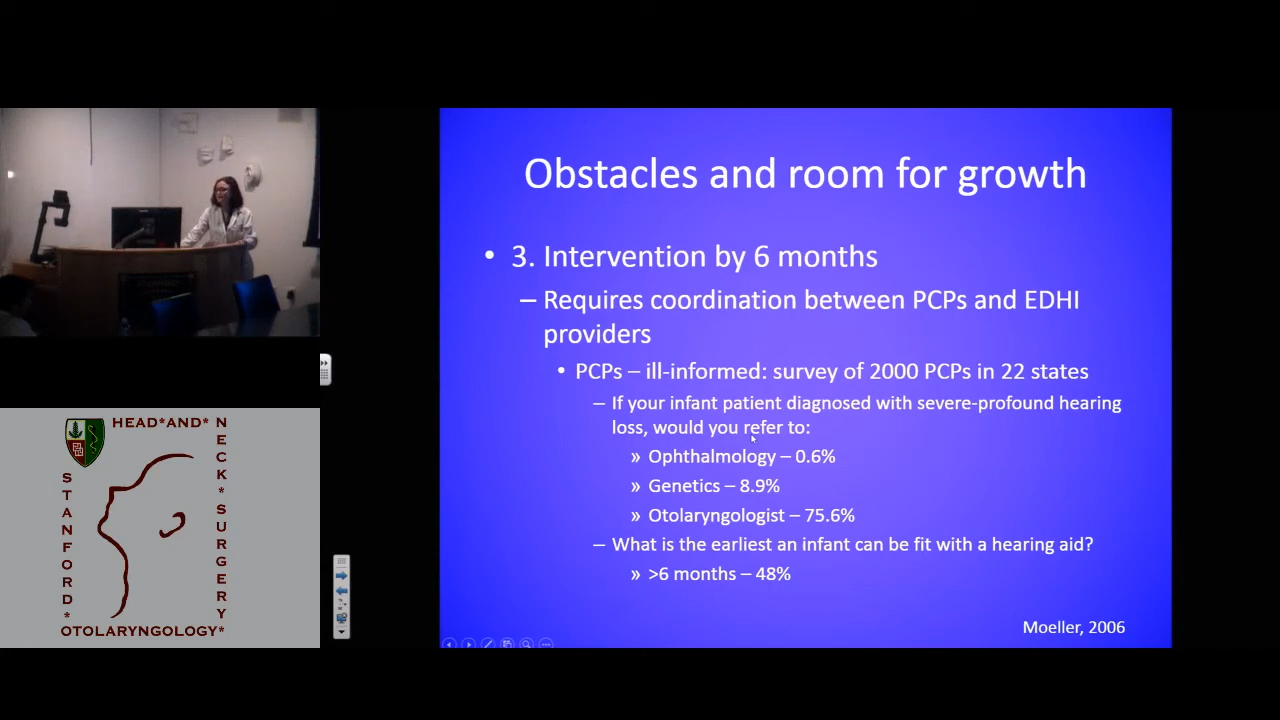 Obstacles and room for growth
• 3. Intervention by 6 months
– Requires coordination between PCPs and EDHI
providers
• PCPs – ill-informed: survey of 2000 PCPs in 22 states
– If your infant patient diagnosed with severe-profound hearing
loss, would you refer to:
» Ophthalmology – 0.6%
» Genetics – 8.9%
» Otolaryngologist – 75.6%
– What is the earliest an infant can be fit with a hearing aid?
» >6 months – 48%
Moeller, 2006
HEAD*AND*
NECK*SURGERY
STANFORD*
OTOLARYNGOLOGY*